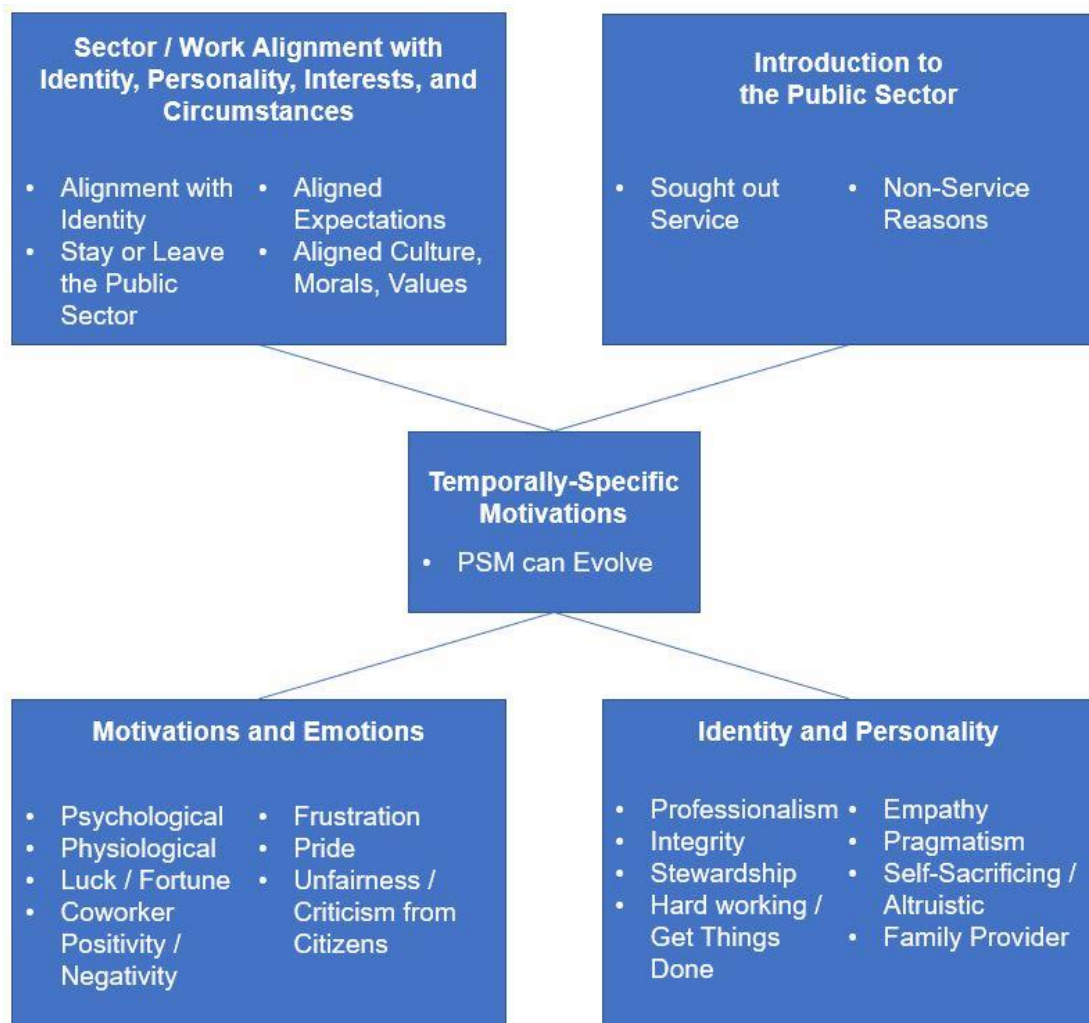 Sector / Work Alignment with
Identity, Personality, Interests, and
Circumstances
• Alignment with
Identity
• Stay or Leave
the Public
Sector
• Aligned
Expectations
• Aligned Culture,
Morals, Values
Introduction to
the Public Sector
• Sought out
Service
• Non-Service
Reasons
Temporally-Specific
Motivations
• PSM can Evolve
Motivations and Emotions
• Psychological
• Physiological
• Luck / Fortune
• Coworker
Positivity /
Negativity
• Frustration
• Pride
• Unfairness /
Criticism from
Citizens
Identity and Personality
• Professionalism
• Integrity
• Stewardship
• Hard working /
Get Things
Done
• Empathy
• Pragmatism
• Self-Sacrificing /
Altruistic
• Family Provider